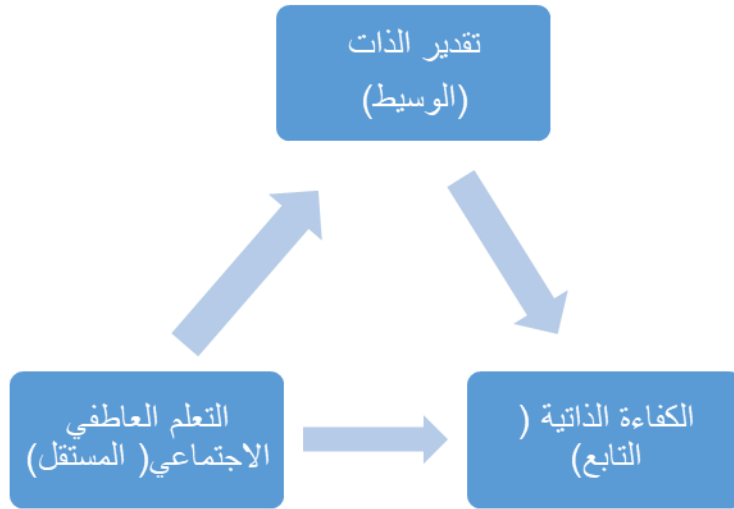 تقدير الذات
(الوسيط)
التعلم العاطفي
الاجتماعي( المستقل)
الكفاءة الذاتية (
التابع)